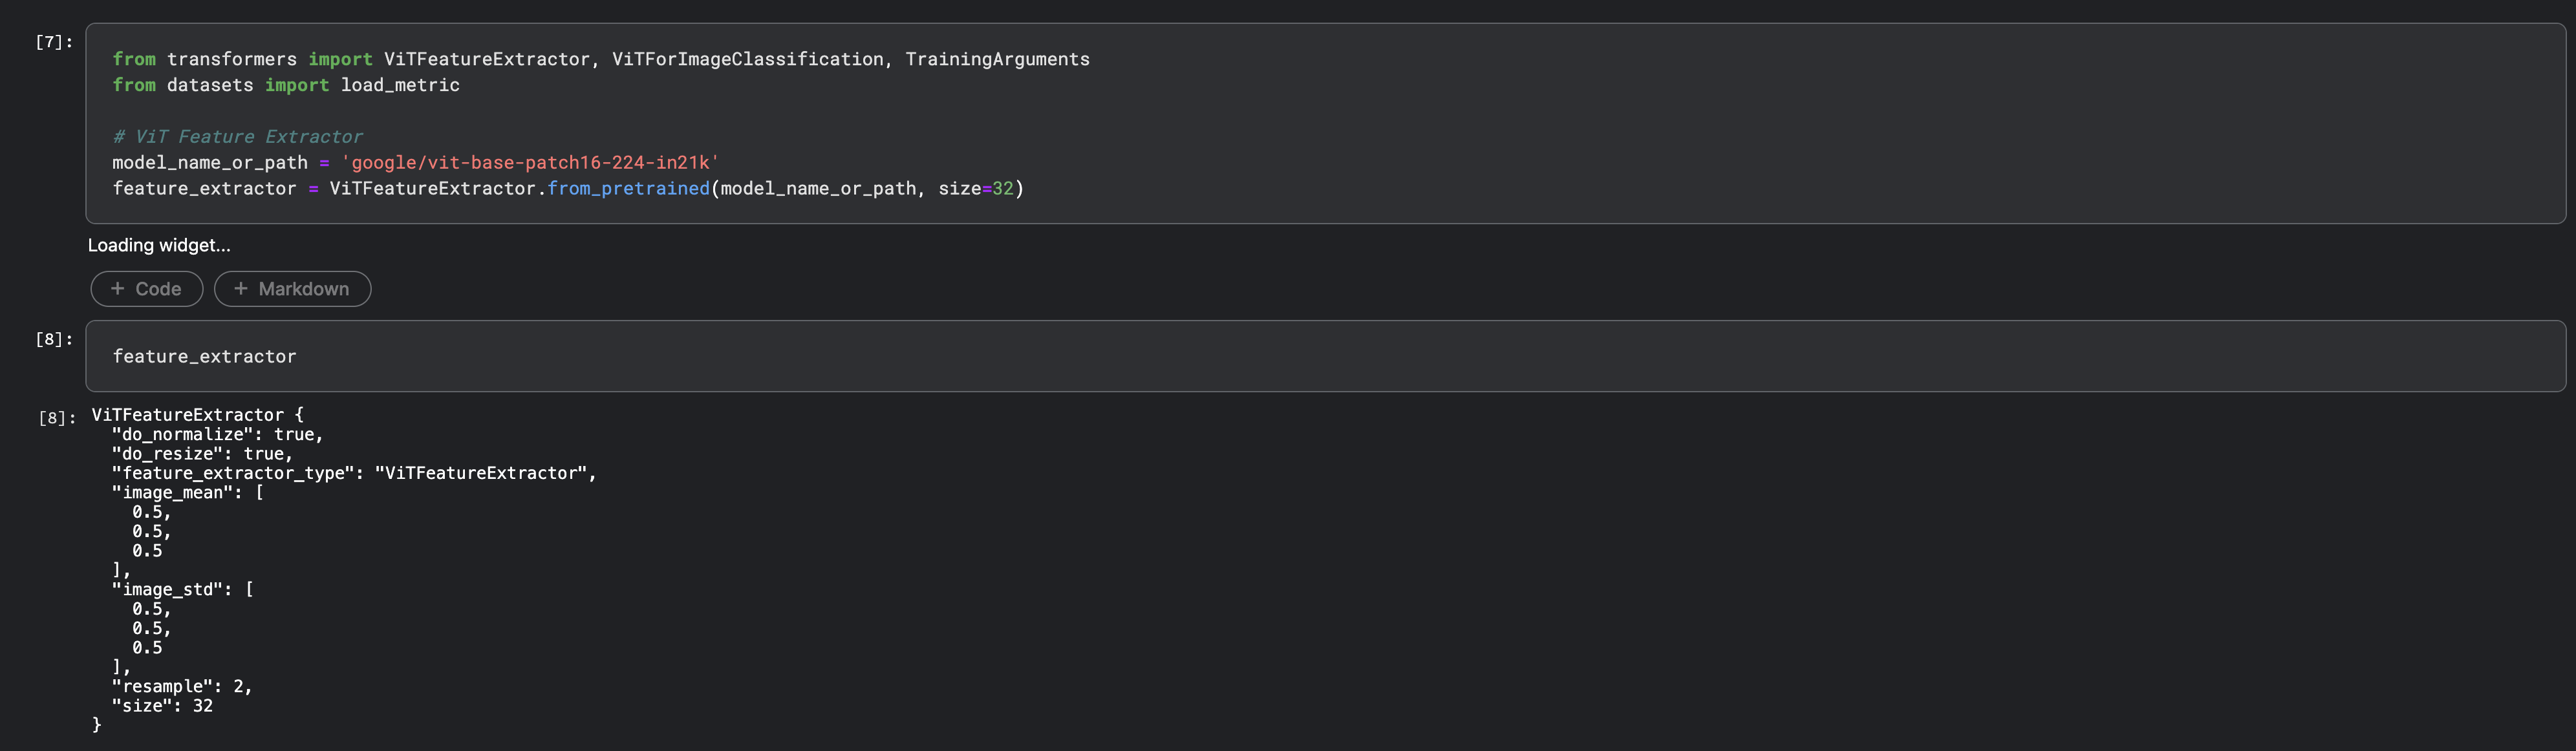 [7]:
from transformers import ViTFeatureExtractor, ViTForImageClassification, TrainingArguments
from datasets import load_metric
# ViT Feature Extractor
model_name_or_path = 'google/vit-base-patch16-224-in21k'
feature_extractor = ViTFeatureExtractor.from_pretrained(model_name_or_path, size=32)
Loading widget...
+ Code + Markdown
[8]:
feature_extractor
[8]: ViTFeatureExtractor {
  "do_normalize": true,
  "do_resize": true,
  "feature_extractor_type": "ViTFeatureExtractor",
  "image_mean": [
    0.5,
    0.5,
    0.5
  ],
  "image_std": [
    0.5,
    0.5,
    0.5
  ],
  "resample": 2,
  "size": 32
}